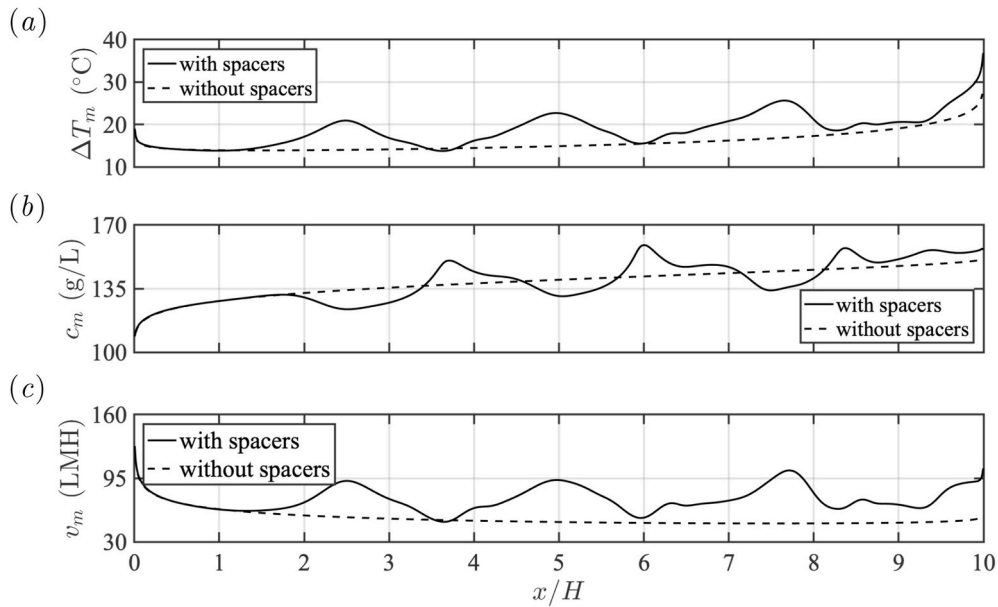 (a)
ΔT_m (°C)
40
30
20
10
with spacers
without spacers
(b)
c_m (g/L)
170
135
100
with spacers
without spacers
(c)
v_m (LMH)
160
95
30
with spacers
without spacers
0 1 2 3 4 5 6 7 8 9 10
x/H